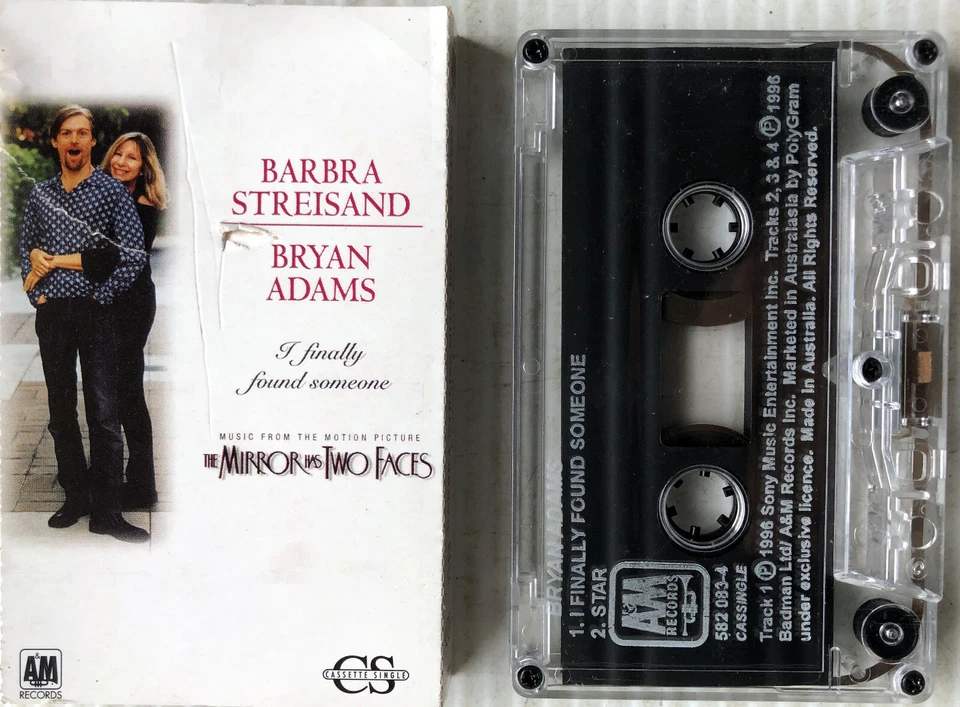 BARBRA
STREISAND
BRYAN
ADAMS
I finally
found someone
MUSIC FROM THE MOTION PICTURE
THE MIRROR HAS TWO FACES
A&M
RECORDS
CS
CASSETTE SINGLE
BRYAN ADAMS
1. I FINALLY FOUND SOMEONE
2. STAR
A&M
RECORDS
582 083-4
CASSINGLE
Track 1 Ⓟ 1996 Sony Music Entertainment Inc. Tracks 2, 3 & 4 Ⓟ 1996
Badman Ltd/ A&M Records Inc. Marketed in Australasia by PolyGram
under exclusive licence. Made in Australia. All Rights Reserved.